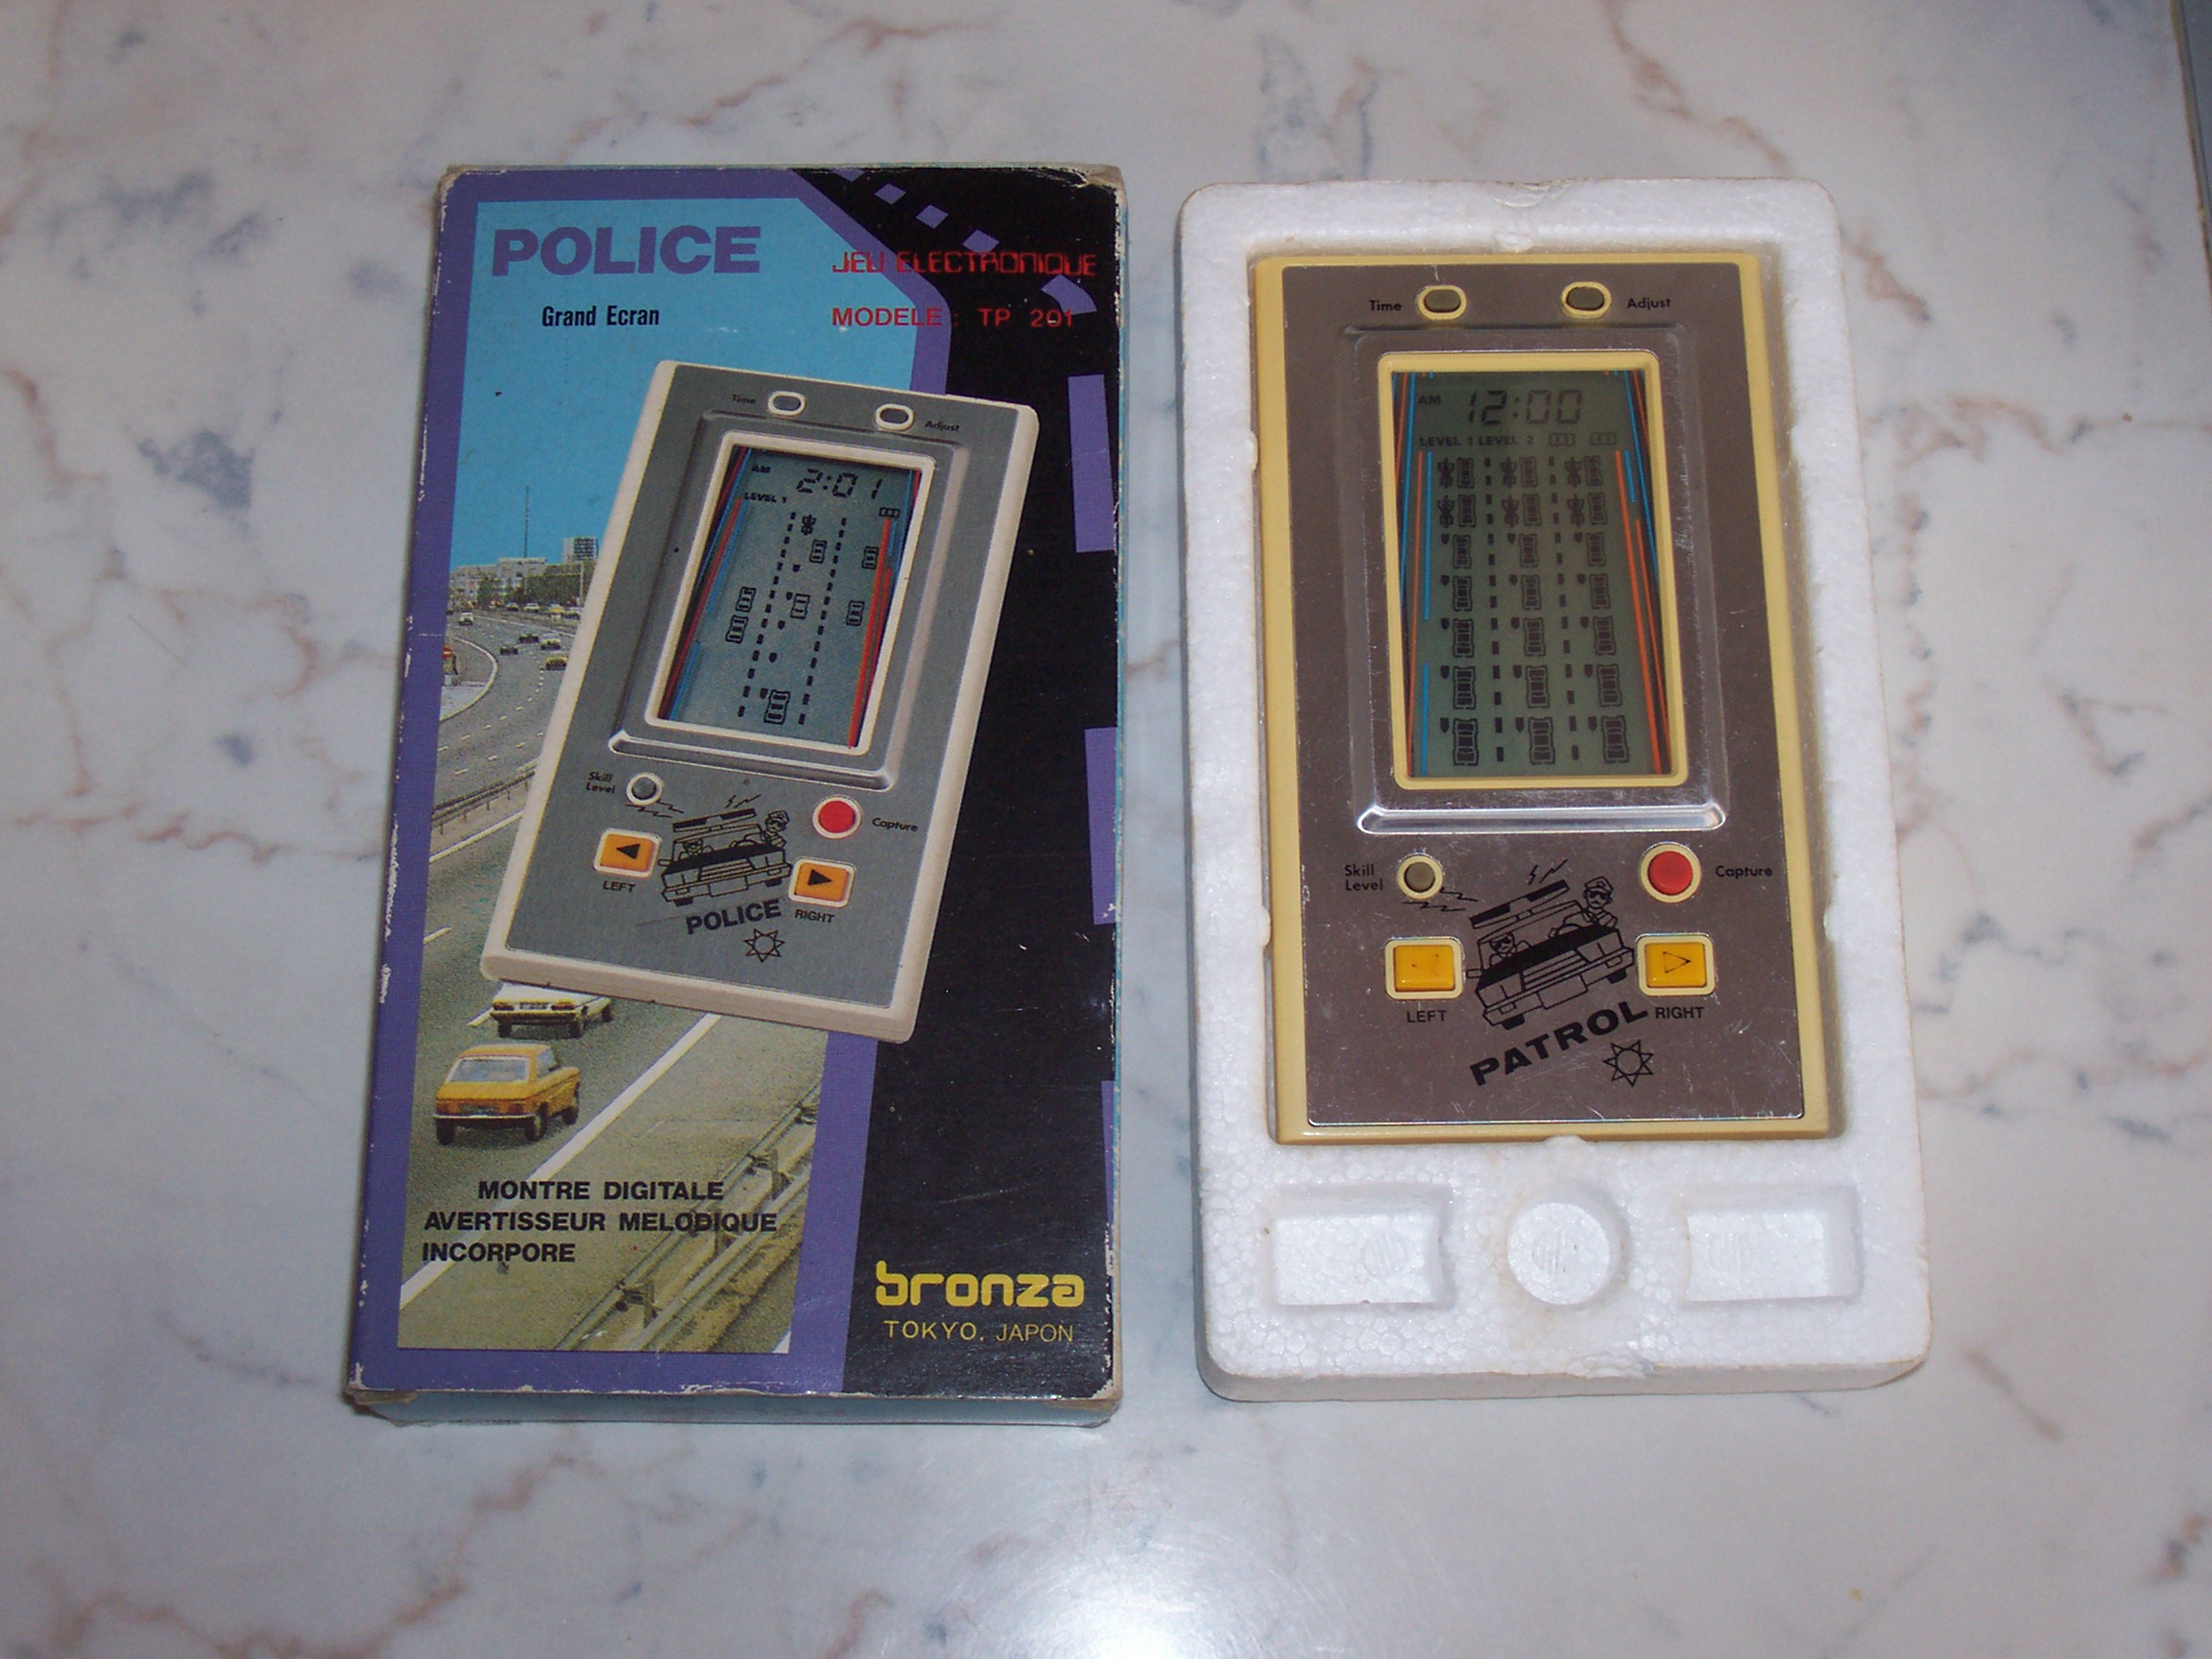 POLICE
Grand Ecran
JEU ELECTRONIQUE
MODELE : TP 201
Time
Adjust
AM 2:01
LEVEL 1
Skill
Level
Capture
LEFT
RIGHT
POLICE
MONTRE DIGITALE
AVERTISSEUR MELODIQUE
INCORPORE
bronza
TOKYO. JAPON
Time
Adjust
AM 12:00
LEVEL 1 LEVEL 2
Skill
Level
Capture
LEFT
RIGHT
PATROL